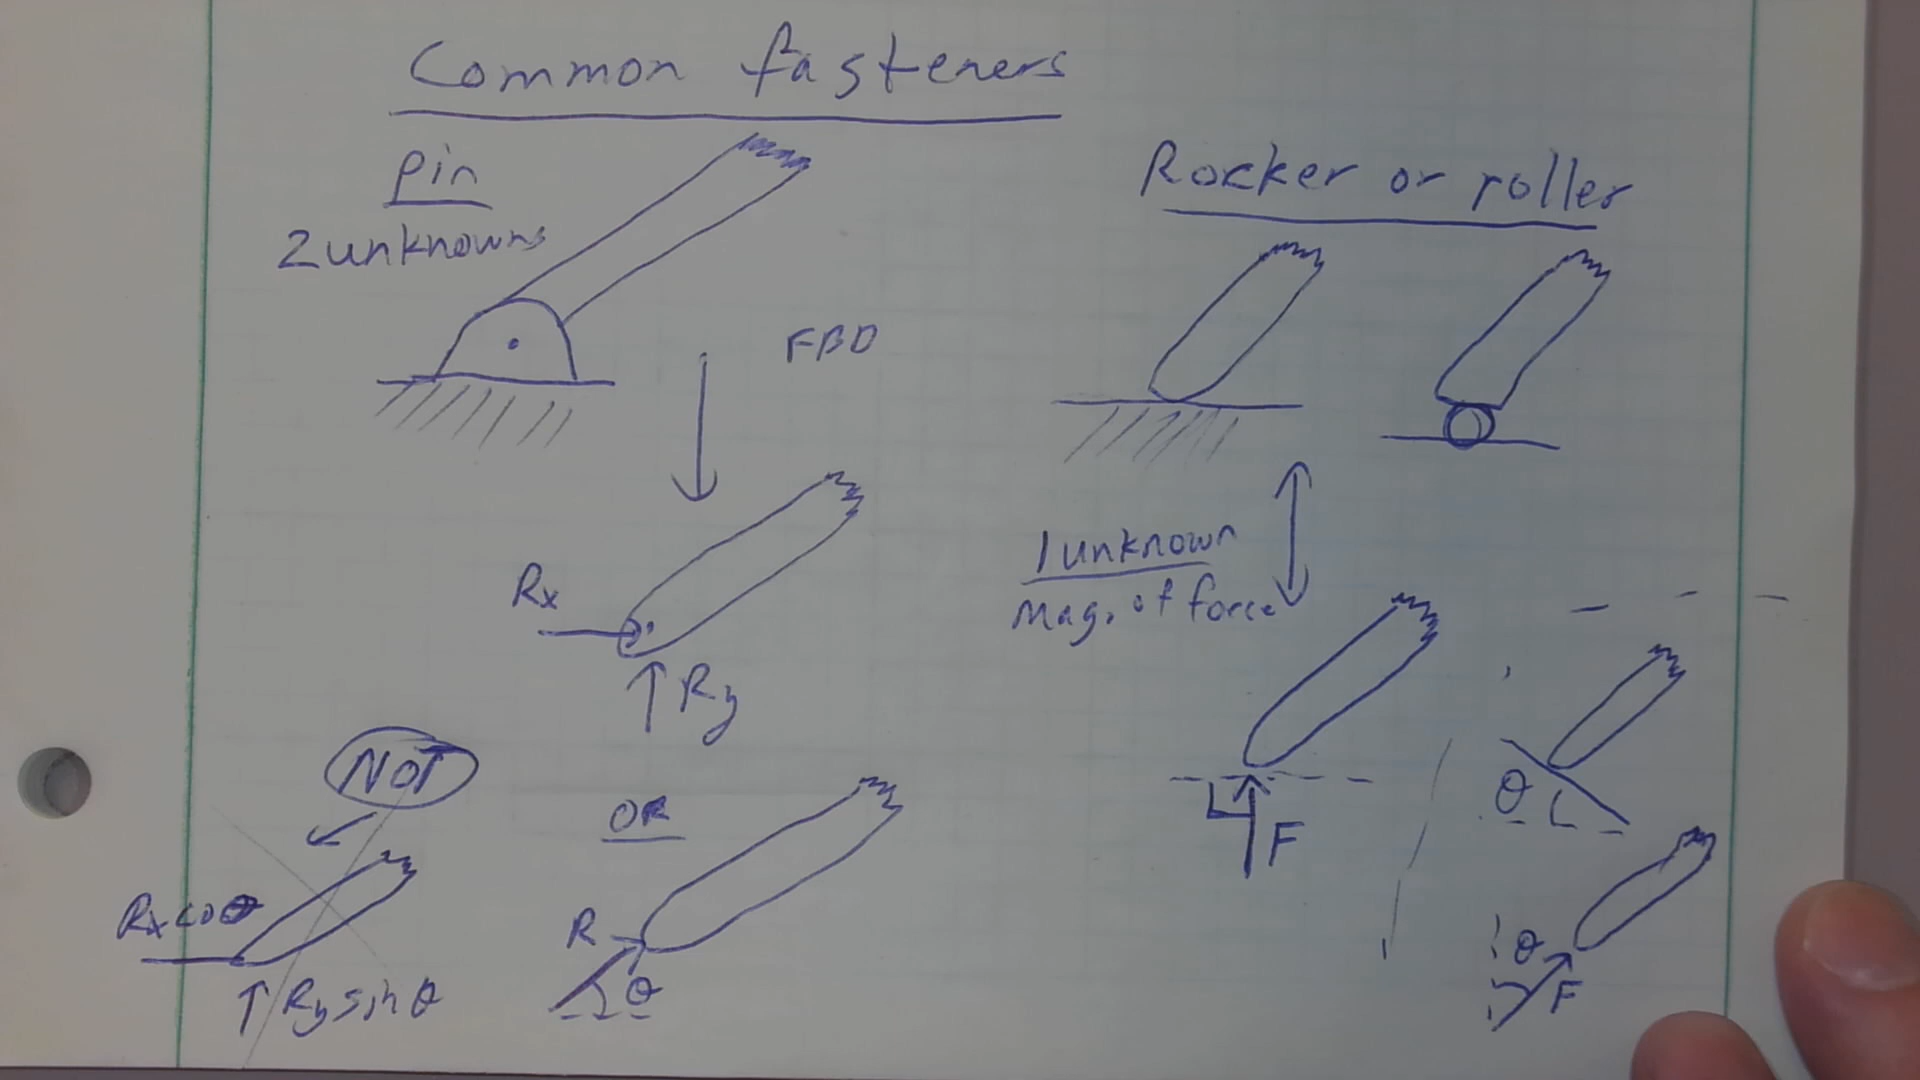 Common fasteners
Pin
2 unknowns
FBD
Rx
Ry
NOT
Rx cos θ
Ry sin θ
OR
R
θ
Rocker or roller
1 unknown
Mag. of force
F
θ
θ
F